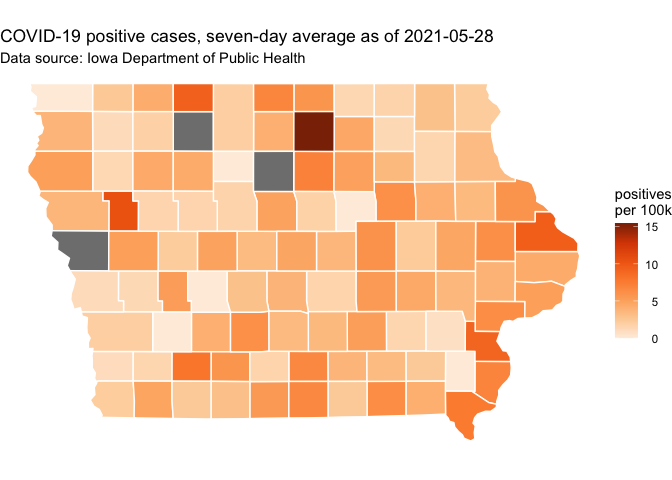 COVID-19 positive cases, seven-day average as of 2021-05-28
Data source: Iowa Department of Public Health
positives
per 100k
15
10
5
0